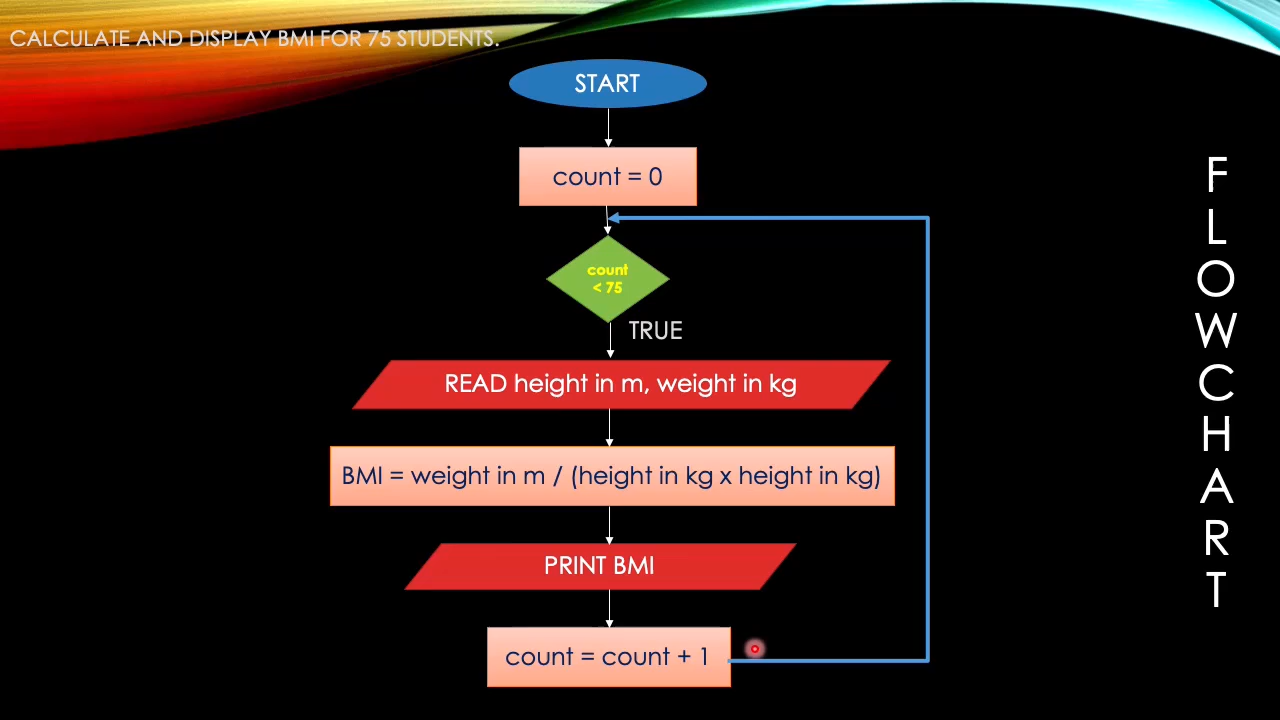 CALCULATE AND DISPLAY BMI FOR 75 STUDENTS.
START
count = 0
count
< 75
TRUE
READ height in m, weight in kg
BMI = weight in m / (height in kg x height in kg)
PRINT BMI
count = count + 1
F
L
O
W
C
H
A
R
T